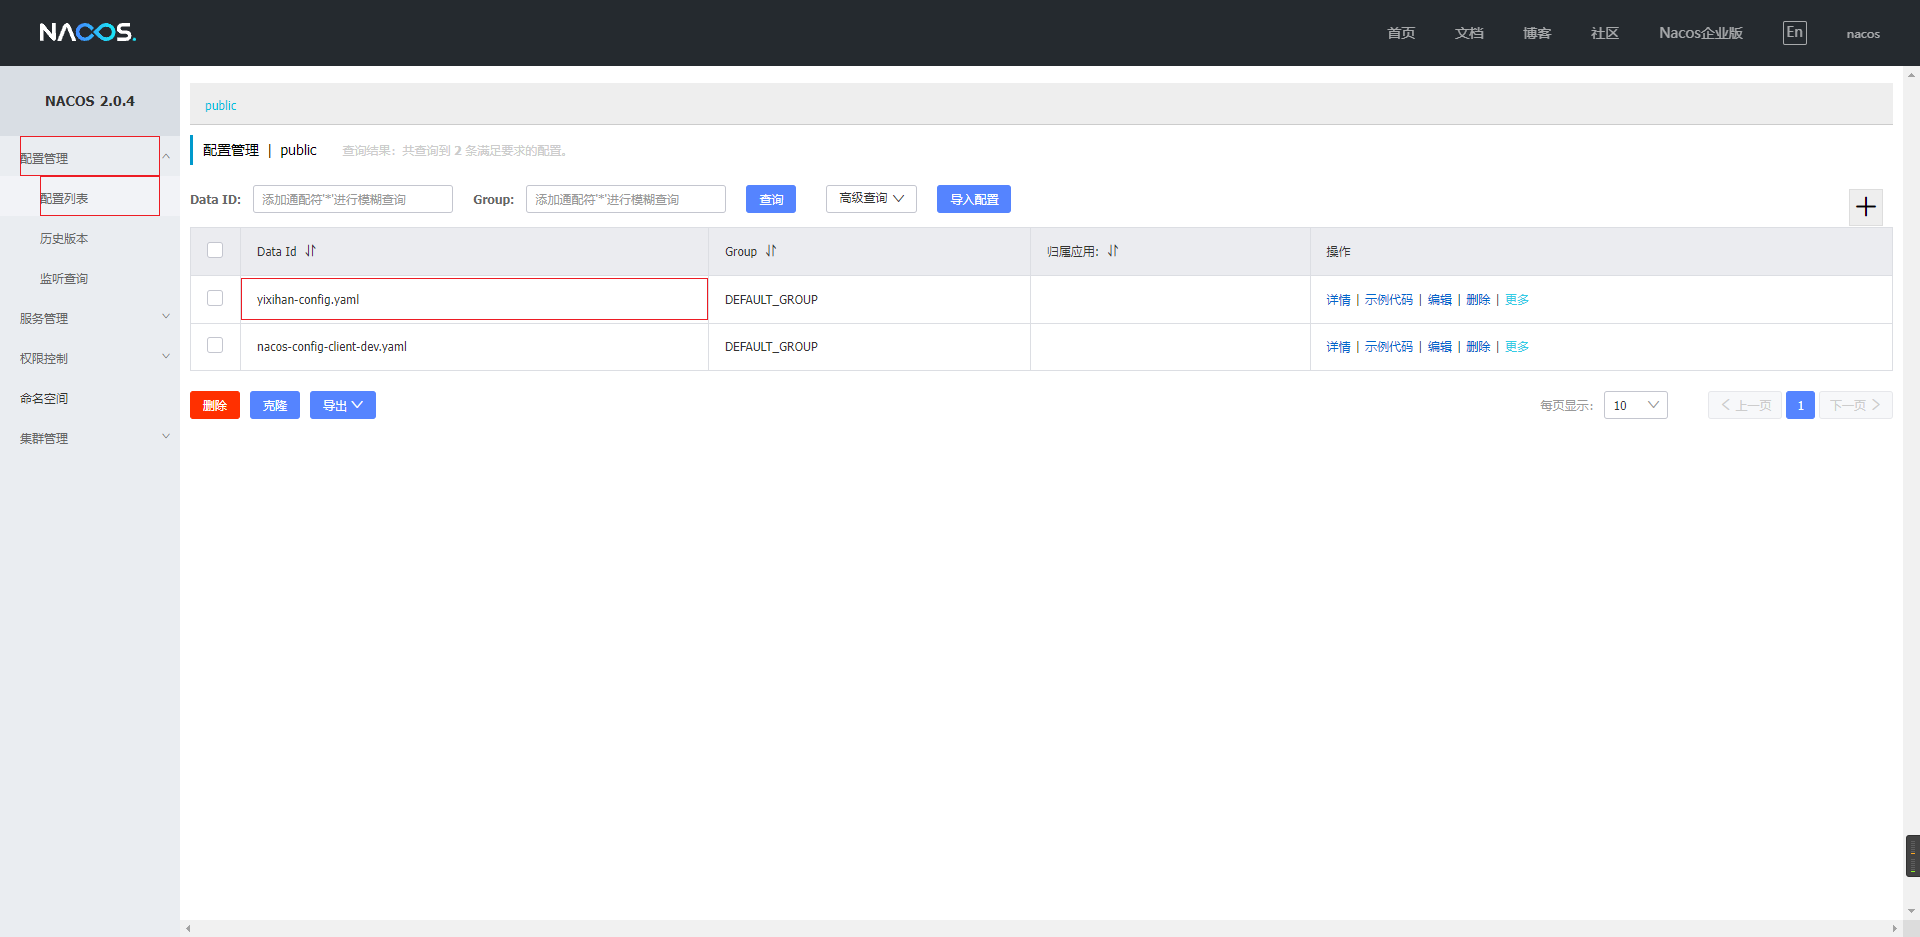 NACOS.
首页 文档 博客 社区 Nacos企业版 En nacos
NACOS 2.0.4
配置管理
配置列表
历史版本
监听查询
服务管理
权限控制
命名空间
集群管理
public
配置管理 | public 查询结果：共查询到 2 条满足要求的配置。
Data ID: 添加通配符'*'进行模糊查询 Group: 添加通配符'*'进行模糊查询 查询 高级查询 导入配置
Data Id Group 归属应用: 操作
yixihan-config.yaml DEFAULT_GROUP 详情 | 示例代码 | 编辑 | 删除 | 更多
nacos-config-client-dev.yaml DEFAULT_GROUP 详情 | 示例代码 | 编辑 | 删除 | 更多
删除 克隆 导出 每页显示: 10 上一页 1 下一页